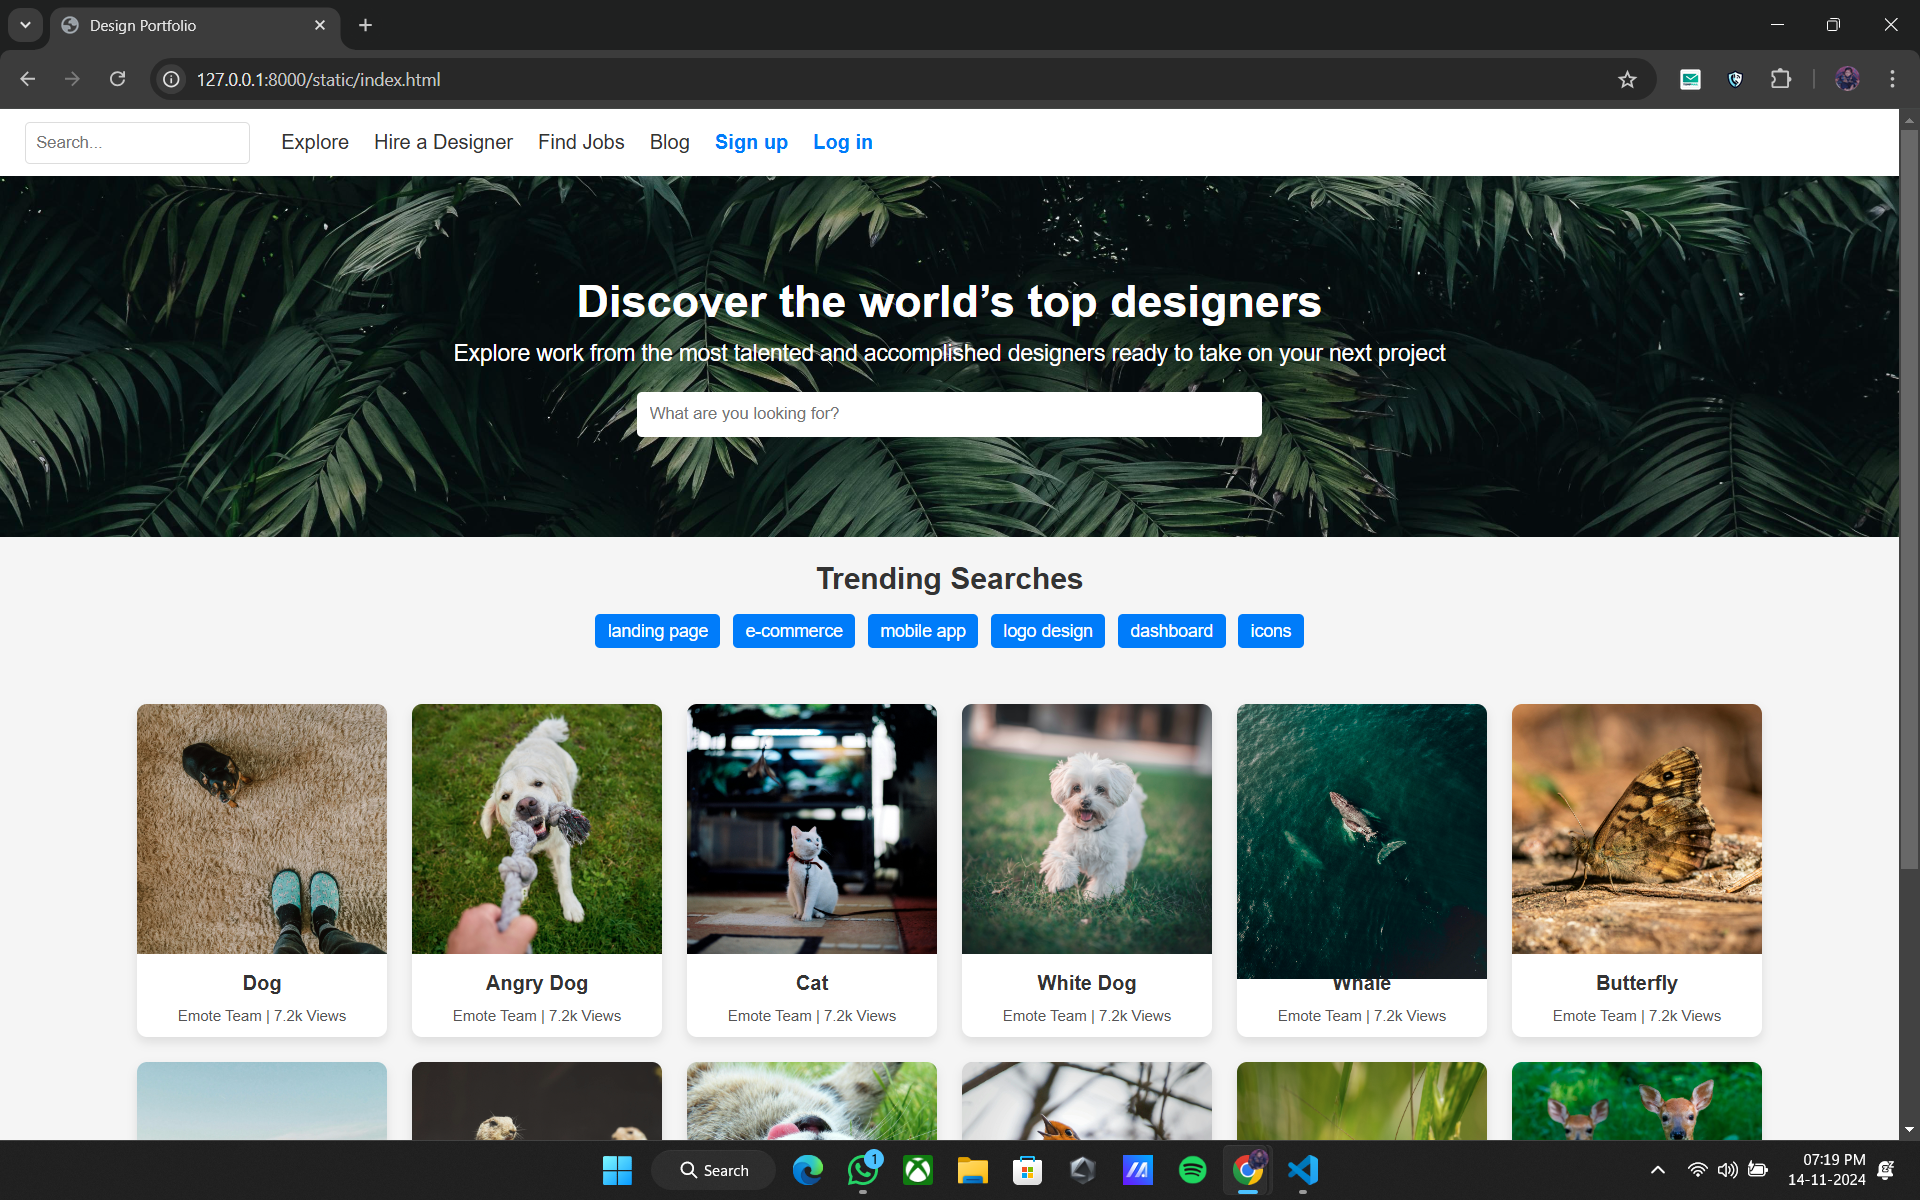 Design Portfolio
127.0.0.1:8000/static/index.html
Search...
Explore
Hire a Designer
Find Jobs
Blog
Sign up
Log in
Discover the world’s top designers
Explore work from the most talented and accomplished designers ready to take on your next project
What are you looking for?
Trending Searches
landing page
e-commerce
mobile app
logo design
dashboard
icons
Dog
Emote Team | 7.2k Views
Angry Dog
Emote Team | 7.2k Views
Cat
Emote Team | 7.2k Views
White Dog
Emote Team | 7.2k Views
Whale
Emote Team | 7.2k Views
Butterfly
Emote Team | 7.2k Views
Search
1
07:19 PM
14-11-2024